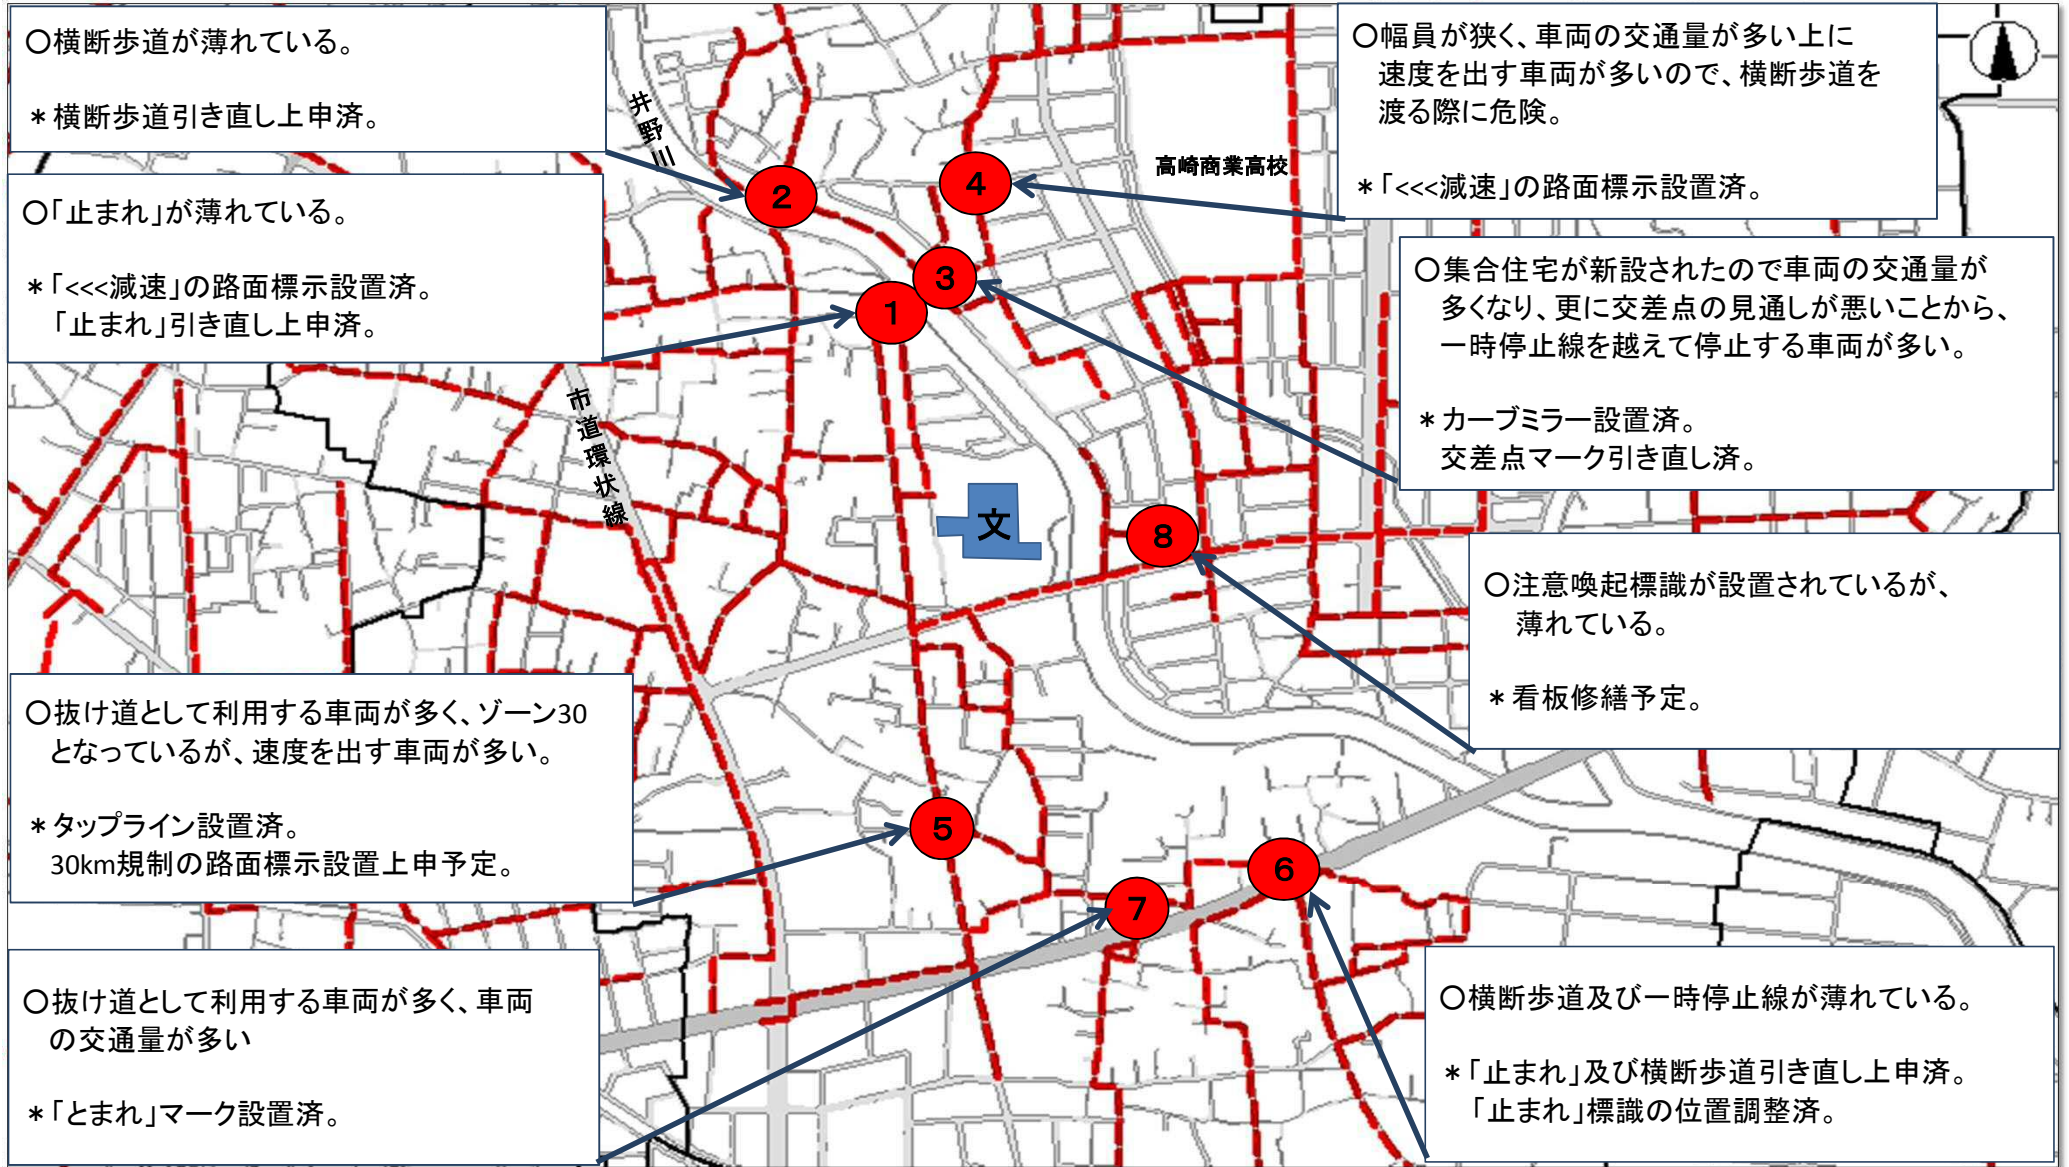 〇横断歩道が薄れている。
＊横断歩道引き直し上申済。
〇「止まれ」が薄れている。
＊「<<<減速」の路面標示設置済。
「止まれ」引き直し上申済。
井野川
2
4
高崎商業高校
3
1
〇幅員が狭く、車両の交通量が多い上に
速度を出す車両が多いので、横断歩道を
渡る際に危険。
＊「<<<減速」の路面標示設置済。
〇集合住宅が新設されたので車両の交通量が
多くなり、更に交差点の見通しが悪いことから、
一時停止線を越えて停止する車両が多い。
＊カーブミラー設置済。
交差点マーク引き直し済。
市道環状線
文
8
〇注意喚起標識が設置されているが、
薄れている。
＊看板修繕予定。
〇抜け道として利用する車両が多く、ゾーン30
となっているが、速度を出す車両が多い。
＊タップライン設置済。
30km規制の路面標示設置上申予定。
5
6
7
〇抜け道として利用する車両が多く、車両
の交通量が多い
＊「とまれ」マーク設置済。
〇横断歩道及び一時停止線が薄れている。
＊「止まれ」及び横断歩道引き直し上申済。
「止まれ」標識の位置調整済。